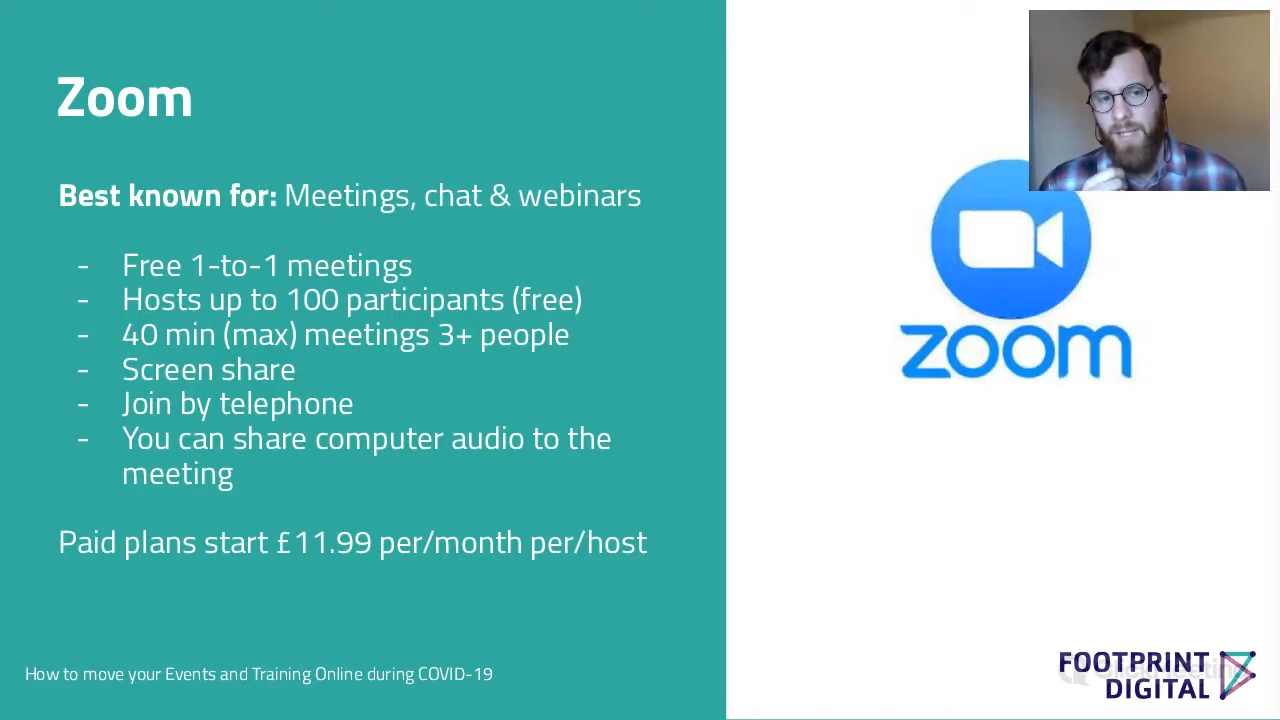 Zoom
Best known for: Meetings, chat & webinars
- Free 1-to-1 meetings
- Hosts up to 100 participants (free)
- 40 min (max) meetings 3+ people
- Screen share
- Join by telephone
- You can share computer audio to the
meeting
Paid plans start £11.99 per/month per/host
zoom
How to move your Events and Training Online during COVID-19
FOOTPRINT
DIGITAL